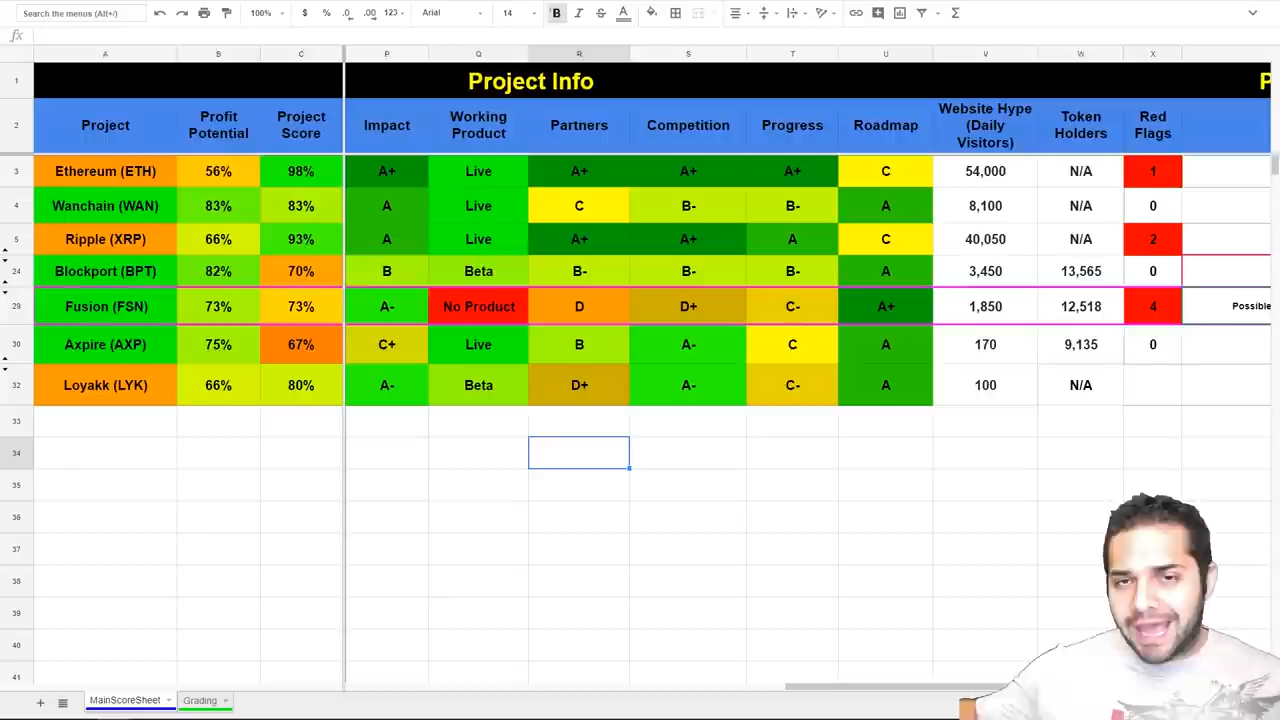 Search the menus (Alt+/) 100% $ % .0 .00 123 Arial 14 B I S A Σ
fx
A B C P Q R S T U V W X
1 Project Info P
2 Project Profit Potential Project Score Impact Working Product Partners Competition Progress Roadmap Website Hype (Daily Visitors) Token Holders Red Flags
3 Ethereum (ETH) 56% 98% A+ Live A+ A+ A+ C 54,000 N/A 1
4 Wanchain (WAN) 83% 83% A Live C B- B- A 8,100 N/A 0
5 Ripple (XRP) 66% 93% A Live A+ A+ A C 40,050 N/A 2
24 Blockport (BPT) 82% 70% B Beta B- B- B- A 3,450 13,565 0
29 Fusion (FSN) 73% 73% A- No Product D D+ C- A+ 1,850 12,518 4 Possible
30 Axpire (AXP) 75% 67% C+ Live B A- C A 170 9,135 0
32 Loyakk (LYK) 66% 80% A- Beta D+ A- C- A 100 N/A
33
34
35
36
37
38
39
40
41
+ MainScoreSheet Grading